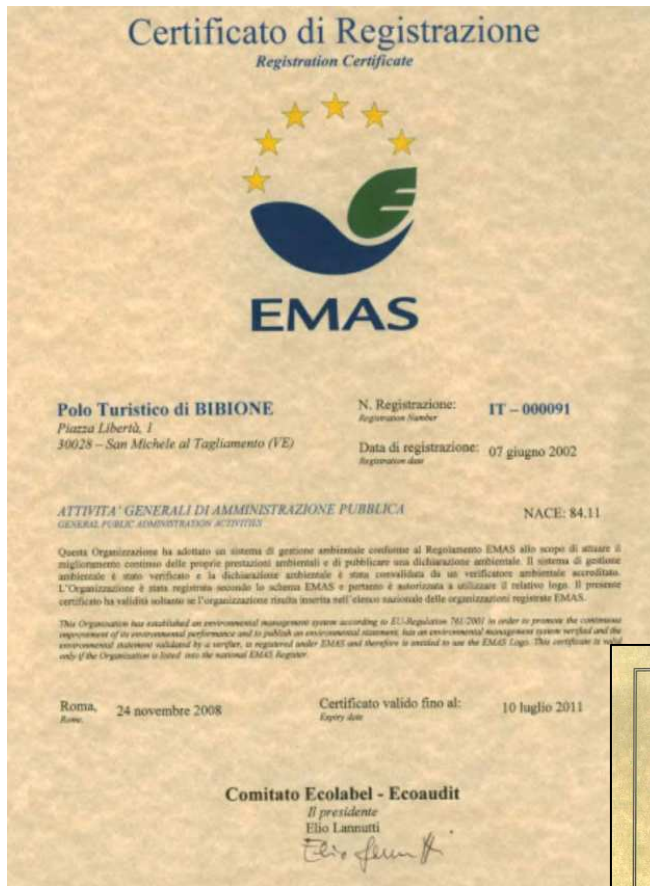 Certificato di Registrazione
Registration Certificate
EMAS
Polo Turistico di BIBIONE
Piazza Libertà, 1
30028 – San Michele al Tagliamento (VE)
N. Registrazione: IT – 000091
Registration Number
Data di registrazione: 07 giugno 2002
Registration date
ATTIVITA' GENERALI DI AMMINISTRAZIONE PUBBLICA
GENERAL PUBLIC ADMINISTRATION ACTIVITIES
NACE: 84.11
Questa Organizzazione ha adottato un sistema di gestione ambientale conforme al Regolamento EMAS allo scopo di attuare il
miglioramento continuo delle proprie prestazioni ambientali e di pubblicare una dichiarazione ambientale. Il sistema di gestione
ambientale è stato verificato e la dichiarazione ambientale è stata convalidata da un verificatore ambientale accreditato.
L'Organizzazione è stata registrata secondo lo schema EMAS e pertanto è autorizzata a utilizzare il relativo logo. Il presente
certificato ha validità soltanto se l'organizzazione risulta inserita nell'elenco nazionale delle organizzazioni registrate EMAS.
This Organisation has established an environmental management system according to EU-Regulation 761/2001 in order to promote the continuous
improvement of its environmental performance and to publish an environmental statement, has an environmental management system verified and the
environmental statement validated by a verifier, is registered under EMAS and therefore is entitled to use the EMAS Logo. This certificate is valid
only if the Organization is listed into the national EMAS Register.
Roma, 24 novembre 2008
Rome,
Certificato valido fino al: 10 luglio 2011
Expiry date
Comitato Ecolabel - Ecoaudit
Il presidente
Elio Lannutti